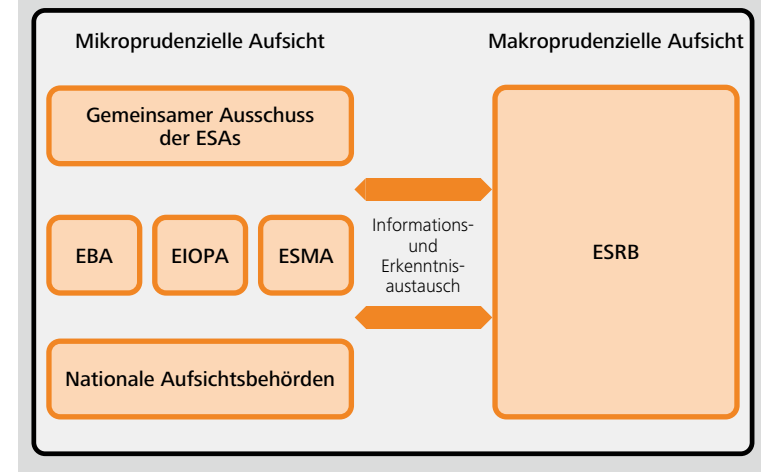 Mikroprudenzielle Aufsicht
Makroprudenzielle Aufsicht
Gemeinsamer Ausschuss
der ESAs
EBA
EIOPA
ESMA
Informations-
und
Erkenntnis-
austausch
ESRB
Nationale Aufsichtsbehörden